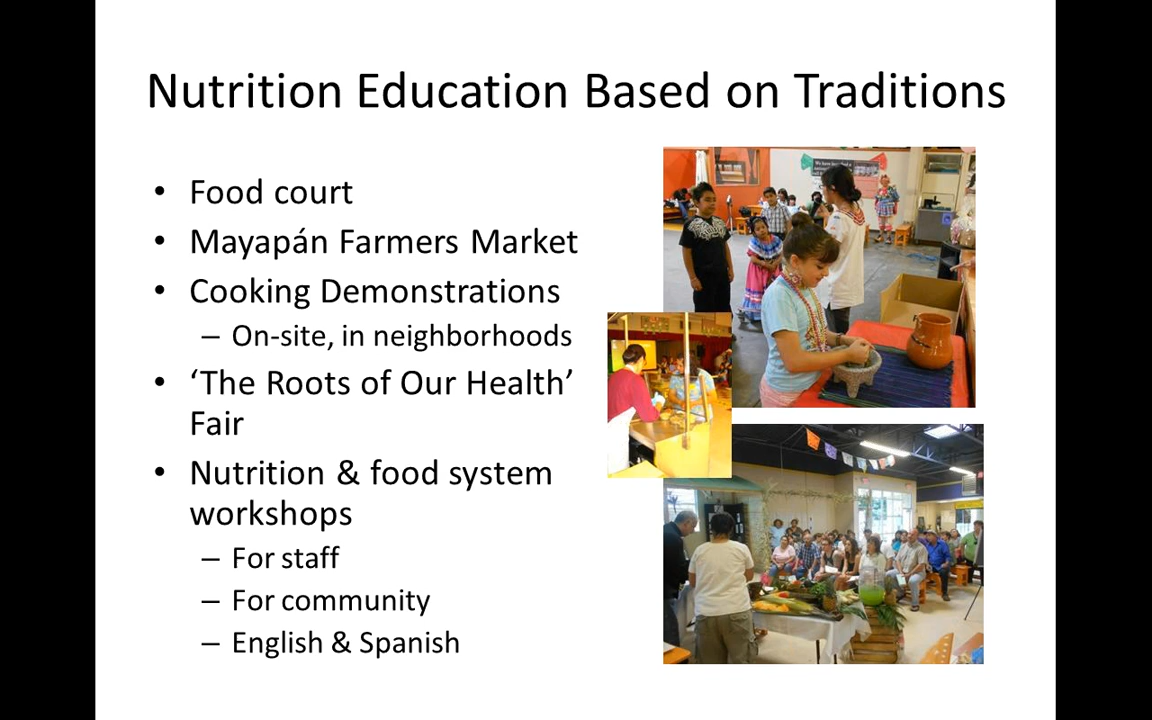 Nutrition Education Based on Traditions
• Food court
• Mayapán Farmers Market
• Cooking Demonstrations
– On-site, in neighborhoods
• ‘The Roots of Our Health’
Fair
• Nutrition & food system
workshops
– For staff
– For community
– English & Spanish